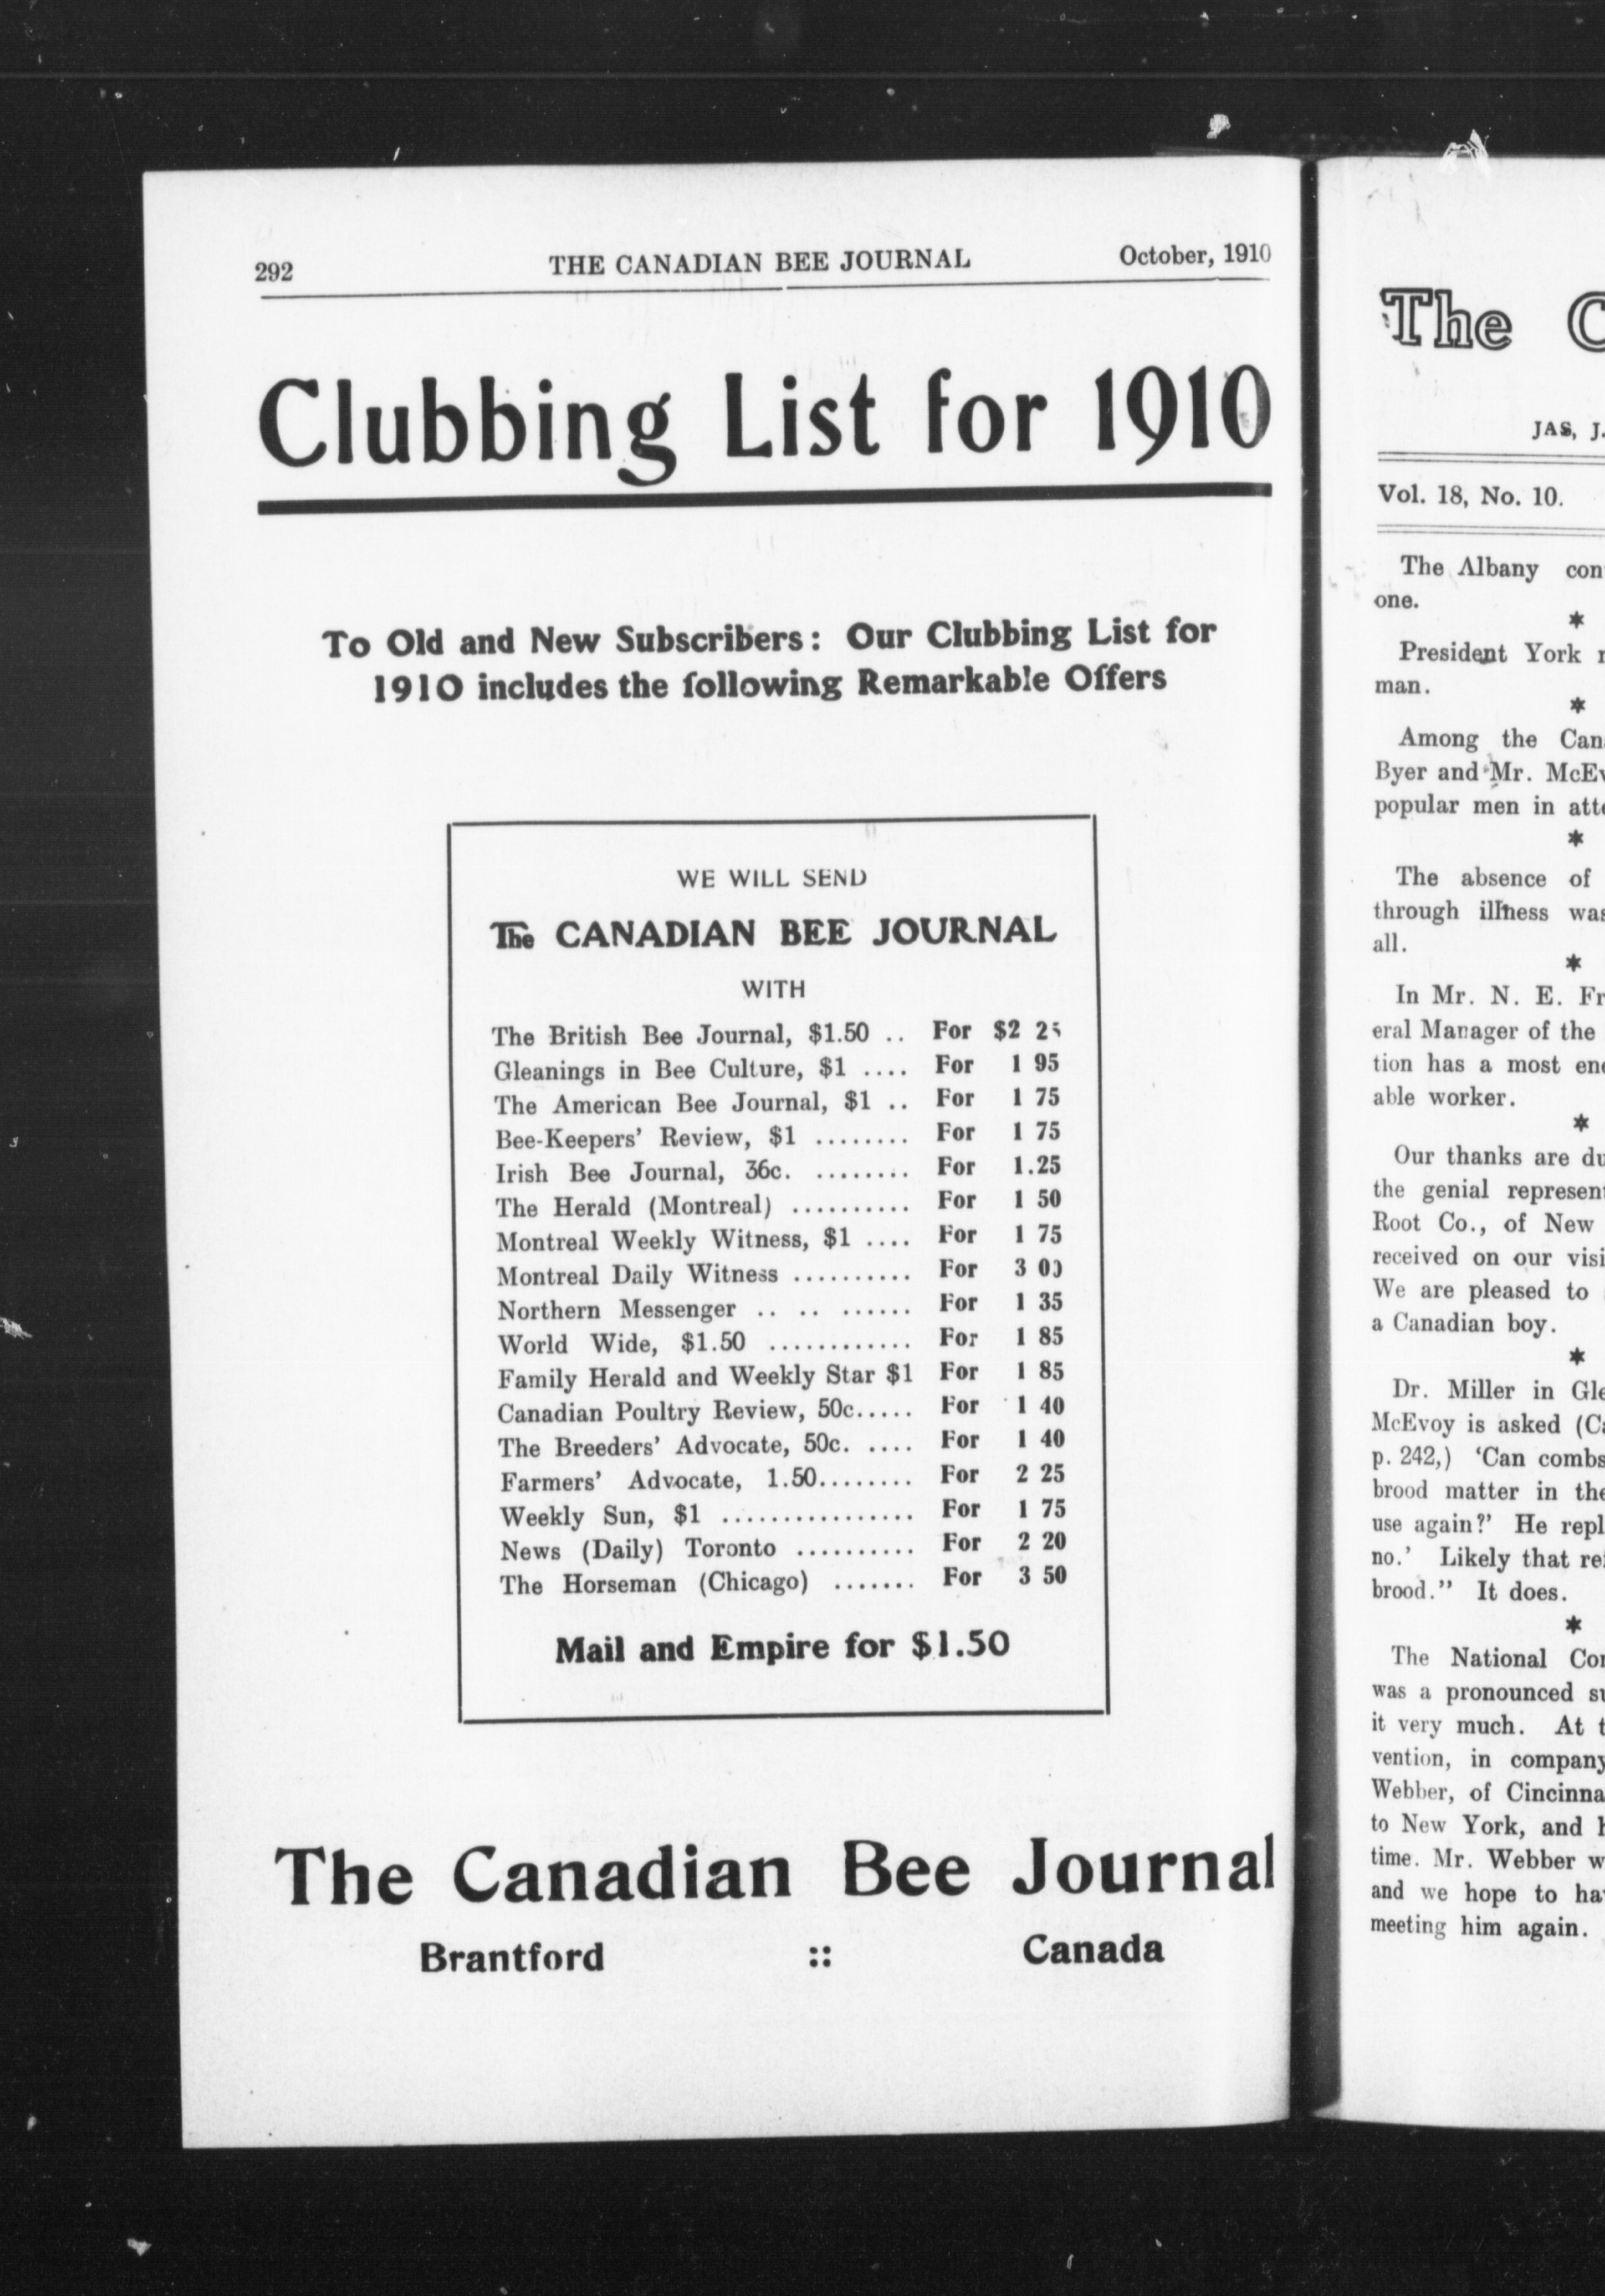 292 THE CANADIAN BEE JOURNAL October, 1910
Clubbing List for 1910
To Old and New Subscribers: Our Clubbing List for
1910 includes the following Remarkable Offers
WE WILL SEND
The CANADIAN BEE JOURNAL
WITH
The British Bee Journal, $1.50 .. For $2 25
Gleanings in Bee Culture, $1 .... For 1 95
The American Bee Journal, $1 .. For 1 75
Bee-Keepers' Review, $1 ........ For 1 75
Irish Bee Journal, 36c. ........ For 1.25
The Herald (Montreal) .......... For 1 50
Montreal Weekly Witness, $1 .... For 1 75
Montreal Daily Witness .......... For 3 00
Northern Messenger .. .. ...... For 1 35
World Wide, $1.50 ............ For 1 85
Family Herald and Weekly Star $1 For 1 85
Canadian Poultry Review, 50c..... For 1 40
The Breeders' Advocate, 50c. .... For 1 40
Farmers' Advocate, 1.50........ For 2 25
Weekly Sun, $1 ................ For 1 75
News (Daily) Toronto .......... For 2 20
The Horseman (Chicago) ....... For 3 50
Mail and Empire for $1.50
The Canadian Bee Journal
Brantford :: Canada
The C
JAS, J.
Vol. 18, No. 10.
The Albany
one.
*
President York
man.
*
Among the
Byer and Mr.
popular men in
*
The absence of
through illness was
all.
*
In Mr. N. E.
eral Manager of the
tion has a most
able worker.
*
Our thanks are
the genial
Root Co., of New
received on our
We are pleased to
a Canadian boy.
*
Dr. Miller in
McEvoy is asked
p. 242,) 'Can combs
brood matter in the
use again?' He
no.' Likely that
brood." It does.
*
The National
was a pronounced
it very much. At
vention, in company
Webber, of
to New York, and
time. Mr. Webber
and we hope to
meeting him again.